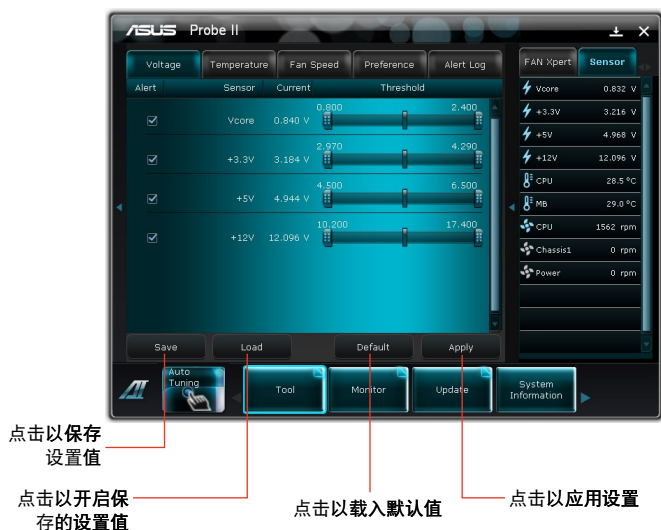 ASUS Probe II
Voltage Temperature Fan Speed Preference Alert Log
Alert Sensor Current Threshold
0.800 2.400
Vcore 0.840 V
2.970 4.290
+3.3V 3.184 V
4.500 6.500
+5V 4.944 V
10.200 17.400
+12V 12.096 V
Save Load Default Apply
FAN Xpert Sensor
Vcore 0.832 V
+3.3V 3.216 V
+5V 4.968 V
+12V 12.096 V
CPU 28.5 ºC
MB 29.0 ºC
CPU 1562 rpm
Chassis1 0 rpm
Power 0 rpm
Auto
Tuning
Tool
Monitor
Update
System
Information
点击以保存
设置值
点击以开启保
存的设置值
点击以载入默认值
点击以应用设置